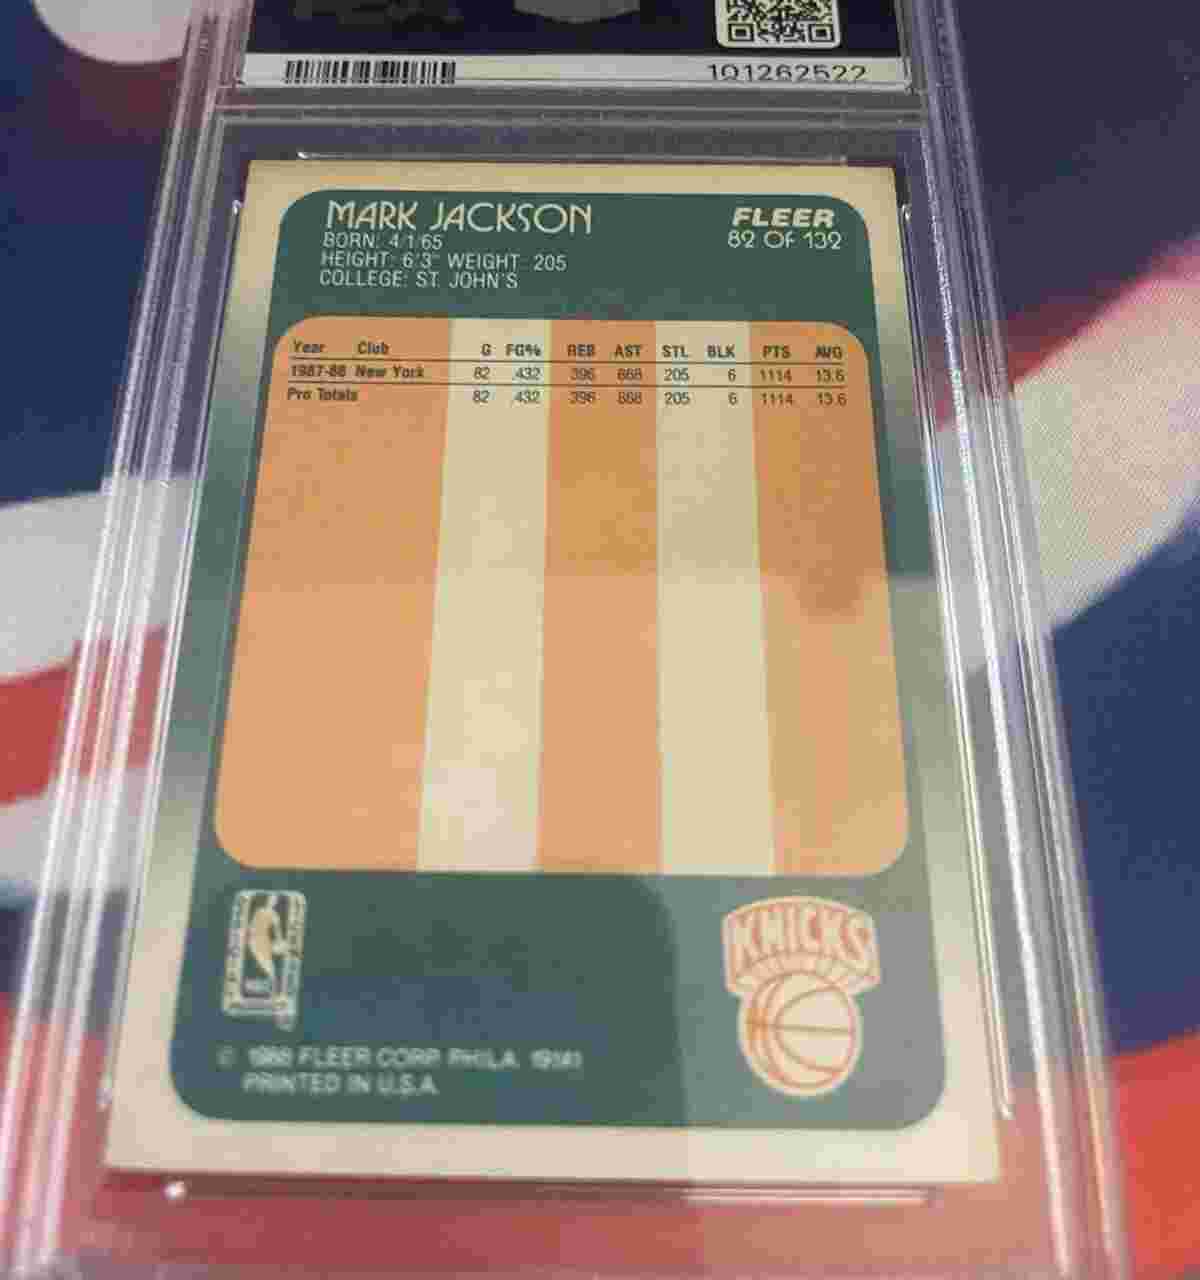 101262522
MARK JACKSON
FLEER
82 OF 132
BORN: 4/1/65
HEIGHT: 6'3" WEIGHT: 205
COLLEGE: ST. JOHN'S
Year Club G FG% REB AST STL BLK PTS AVG
1987-88 New York 82 .432 396 868 205 6 1114 13.6
Pro Totals 82 .432 396 868 205 6 1114 13.6
KNICKS
© 1988 FLEER CORP. PHILA. 19141
PRINTED IN U.S.A.